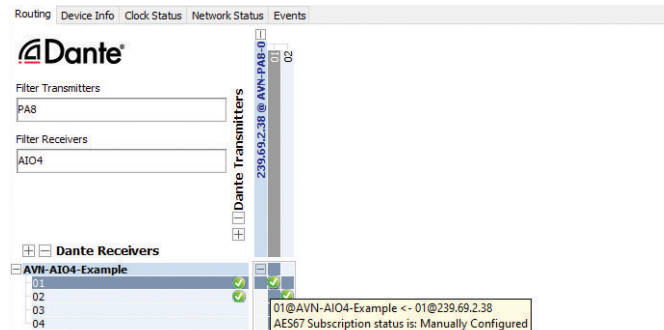 Routing Device Info Clock Status Network Status Events
Dante®
Filter Transmitters
PA8
Filter Receivers
AIO4
Dante Transmitters
239.69.2.38 @ AVN-PA8-0
01
02
Dante Receivers
AVN-AIO4-Example
01
02
03
04
01@AVN-AIO4-Example <- 01@239.69.2.38
AES67 Subscription status is: Manually Configured